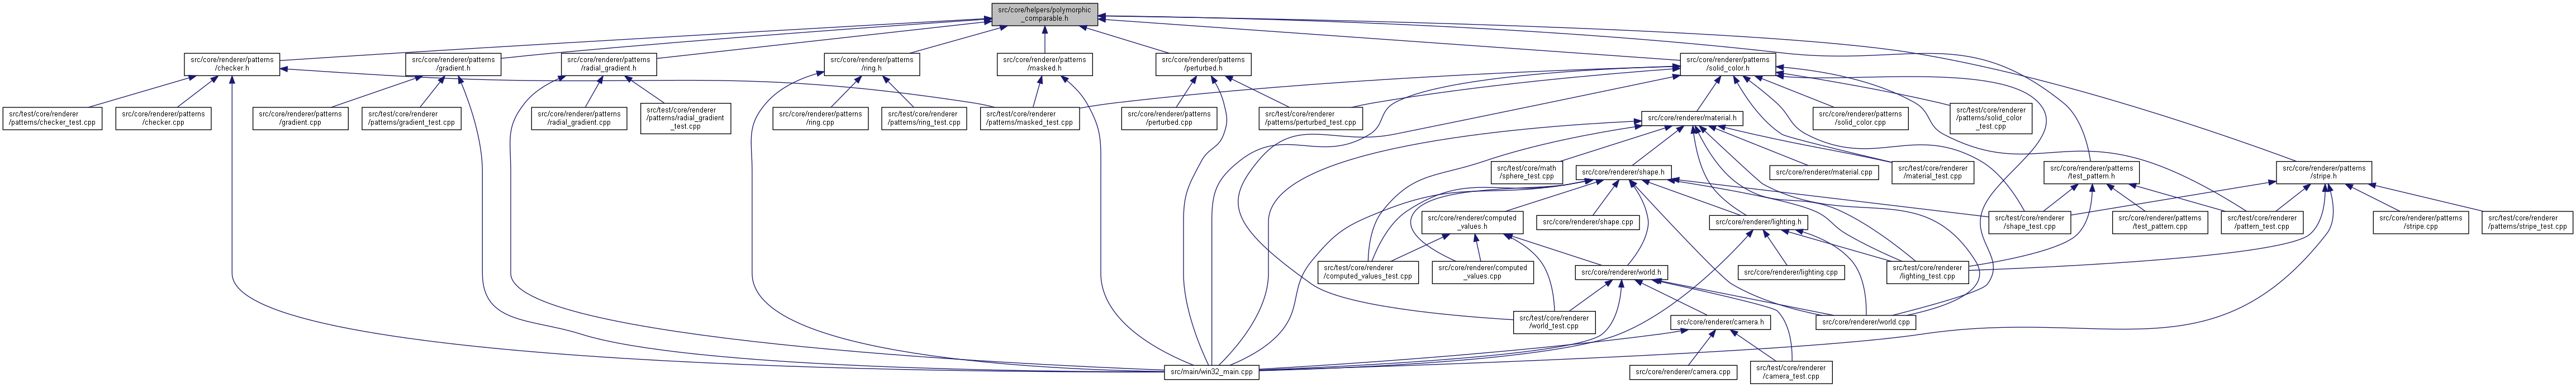 src/core/helpers/polymorphic
_comparable.h
src/core/renderer/patterns
/checker.h
src/core/renderer/patterns
/gradient.h
src/core/renderer/patterns
/radial_gradient.h
src/core/renderer/patterns
/ring.h
src/core/renderer/patterns
/masked.h
src/core/renderer/patterns
/perturbed.h
src/core/renderer/patterns
/solid_color.h
src/test/core/renderer
/patterns/checker_test.cpp
src/core/renderer/patterns
/checker.cpp
src/core/renderer/patterns
/gradient.cpp
src/test/core/renderer
/patterns/gradient_test.cpp
src/core/renderer/patterns
/radial_gradient.cpp
src/test/core/renderer
/patterns/radial_gradient
_test.cpp
src/core/renderer/patterns
/ring.cpp
src/test/core/renderer
/patterns/ring_test.cpp
src/test/core/renderer
/patterns/masked_test.cpp
src/core/renderer/patterns
/perturbed.cpp
src/test/core/renderer
/patterns/perturbed_test.cpp
src/core/renderer/material.h
src/core/renderer/patterns
/solid_color.cpp
src/test/core/renderer
/patterns/solid_color
_test.cpp
src/test/core/math
/sphere_test.cpp
src/core/renderer/shape.h
src/core/renderer/material.cpp
src/test/core/renderer
/material_test.cpp
src/core/renderer/patterns
/test_pattern.h
src/core/renderer/patterns
/stripe.h
src/core/renderer/computed
_values.h
src/core/renderer/shape.cpp
src/core/renderer/lighting.h
src/test/core/renderer
/shape_test.cpp
src/core/renderer/patterns
/test_pattern.cpp
src/test/core/renderer
/pattern_test.cpp
src/core/renderer/patterns
/stripe.cpp
src/test/core/renderer
/patterns/stripe_test.cpp
src/test/core/renderer
/computed_values_test.cpp
src/core/renderer/computed
_values.cpp
src/core/renderer/world.h
src/core/renderer/lighting.cpp
src/test/core/renderer
/lighting_test.cpp
src/test/core/renderer
/world_test.cpp
src/core/renderer/camera.h
src/core/renderer/world.cpp
src/main/win32_main.cpp
src/core/renderer/camera.cpp
src/test/core/renderer
/camera_test.cpp